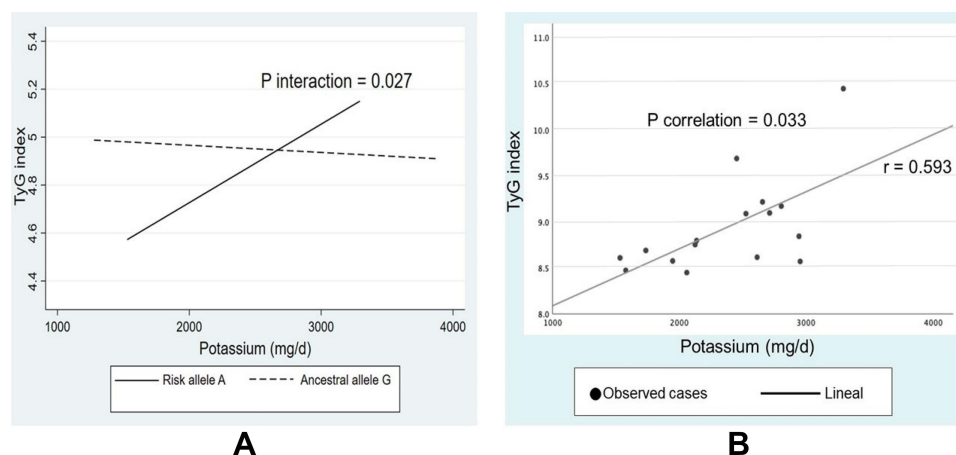 5.4
5.2
5
4.8
4.6
4.4
TyG index
P interaction = 0.027
1000 2000 3000 4000
Potassium (mg/d)
Risk allele A Ancestral allele G
A
11.0
10.5
10.0
9.5
9.0
8.5
8.0
TyG index
P correlation = 0.033
r = 0.593
1000 2000 3000 4000
Potassium (mg/d)
Observed cases Lineal
B